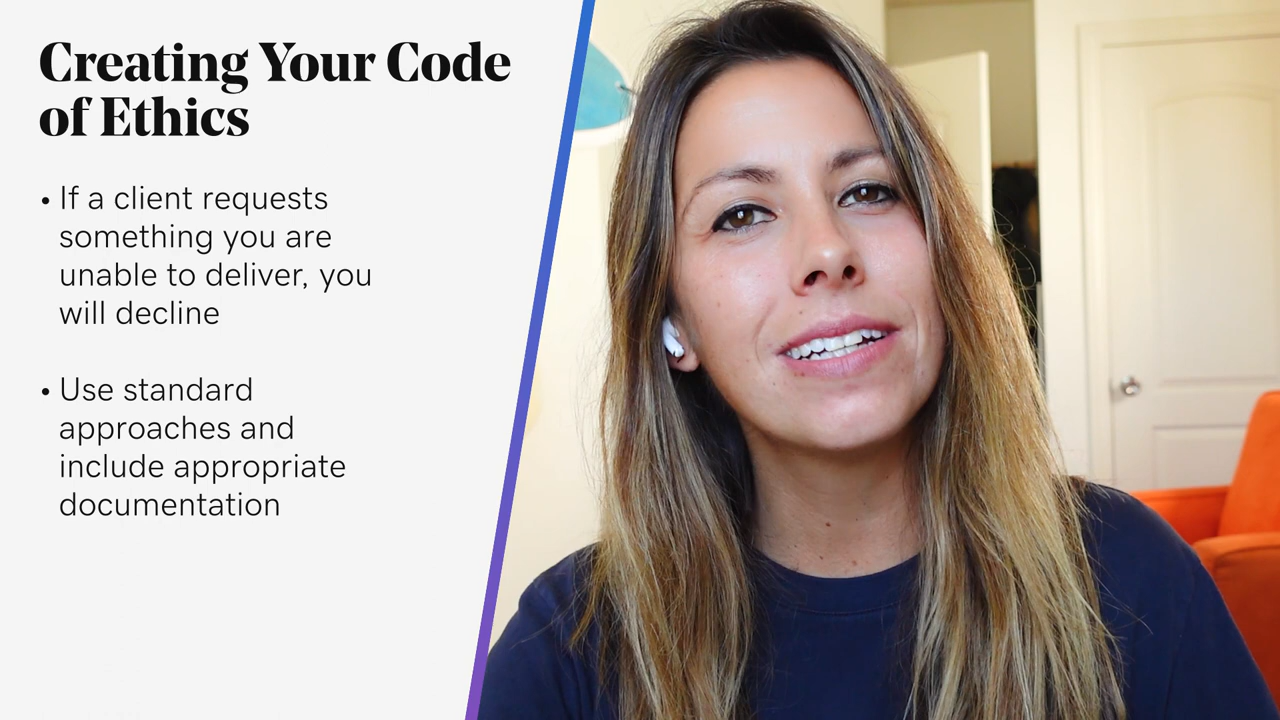 Creating Your Code
of Ethics
• If a client requests
something you are
unable to deliver, you
will decline
• Use standard
approaches and
include appropriate
documentation